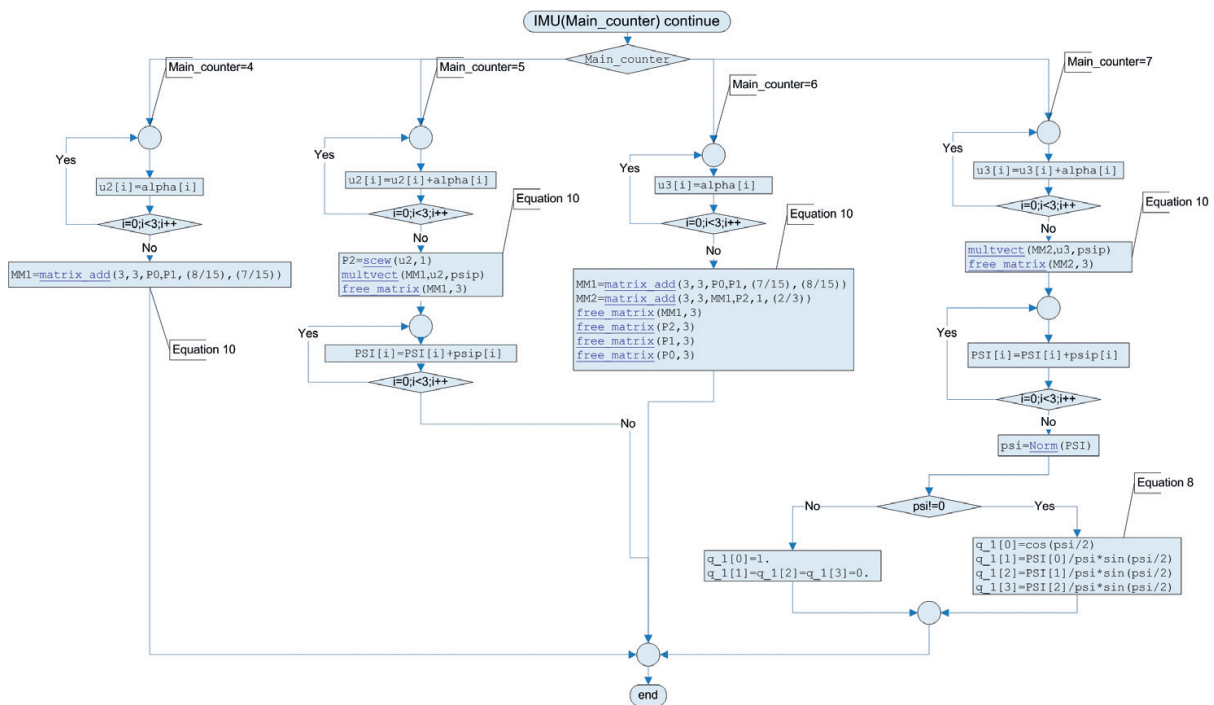 IMU(Main_counter) continue
Main_counter
Main_counter=4
Yes
u2[i]=alpha[i]
i=0;i<3;i++
No
MM1=matrix_add(3,3,P0,P1,(8/15),(7/15))
Equation 10
Main_counter=5
Yes
u2[i]=u2[i]+alpha[i]
i=0;i<3;i++
No
Equation 10
P2=scew(u2,1)
multvect(MM1,u2,psip)
free_matrix(MM1,3)
Yes
PSI[i]=PSI[i]+psip[i]
i=0;i<3;i++
No
Main_counter=6
Yes
u3[i]=alpha[i]
i=0;i<3;i++
No
Equation 10
MM1=matrix_add(3,3,P0,P1,(7/15),(8/15))
MM2=matrix_add(3,3,MM1,P2,1,(2/3))
free_matrix(MM1,3)
free_matrix(P2,3)
free_matrix(P1,3)
free_matrix(P0,3)
Main_counter=7
Yes
u3[i]=u3[i]+alpha[i]
i=0;i<3;i++
No
Equation 10
multvect(MM2,u3,psip)
free_matrix(MM2,3)
Yes
PSI[i]=PSI[i]+psip[i]
i=0;i<3;i++
No
psi=Norm(PSI)
psi!=0
No
Yes
Equation 8
q_1[0]=1.
q_1[1]=q_1[2]=q_1[3]=0.
q_1[0]=cos(psi/2)
q_1[1]=PSI[0]/psi*sin(psi/2)
q_1[2]=PSI[1]/psi*sin(psi/2)
q_1[3]=PSI[2]/psi*sin(psi/2)
end